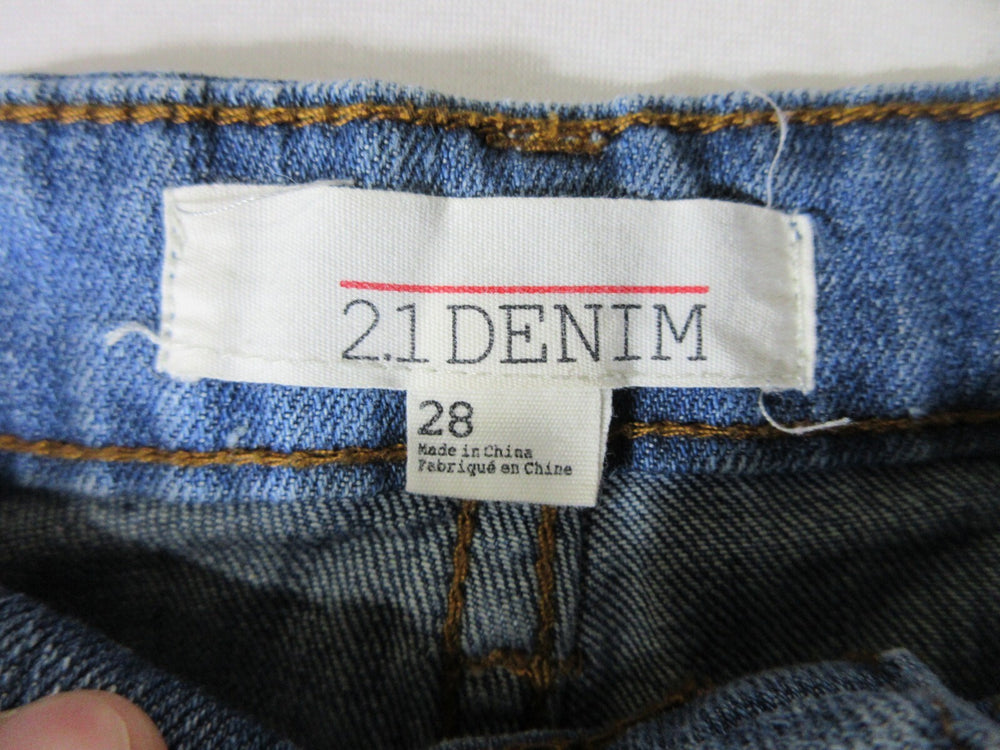 2.1 DENIM
28
Made in China
Fabriqué en Chine